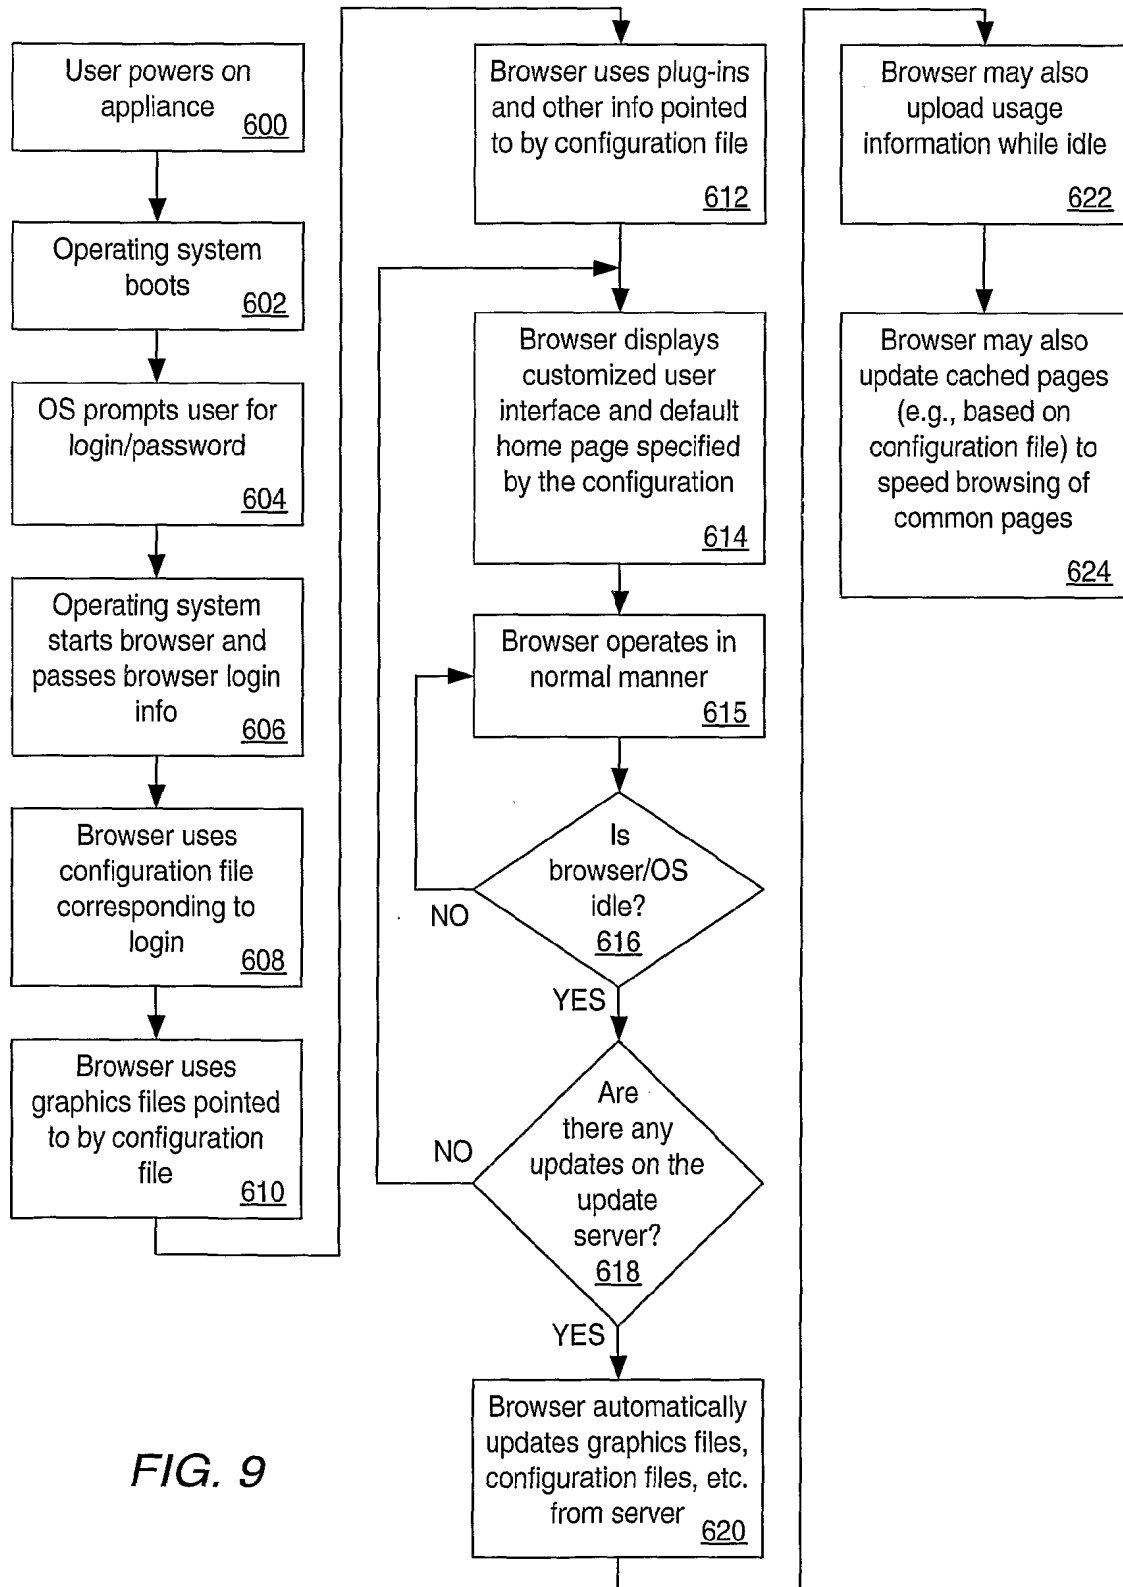 User powers on
appliance
600
Operating system
boots
602
OS prompts user for
login/password
604
Operating system
starts browser and
passes browser login
info
606
Browser uses
configuration file
corresponding to
login
608
Browser uses
graphics files pointed
to by configuration
file
610
Browser uses plug-ins
and other info pointed
to by configuration file
612
Browser displays
customized user
interface and default
home page specified
by the configuration
614
Browser operates in
normal manner
615
Is
browser/OS
idle?
616
NO
YES
Are
there any
updates on the
update
server?
618
NO
YES
Browser automatically
updates graphics files,
configuration files, etc.
from server
620
Browser may also
upload usage
information while idle
622
Browser may also
update cached pages
(e.g., based on
configuration file) to
speed browsing of
common pages
624
FIG. 9